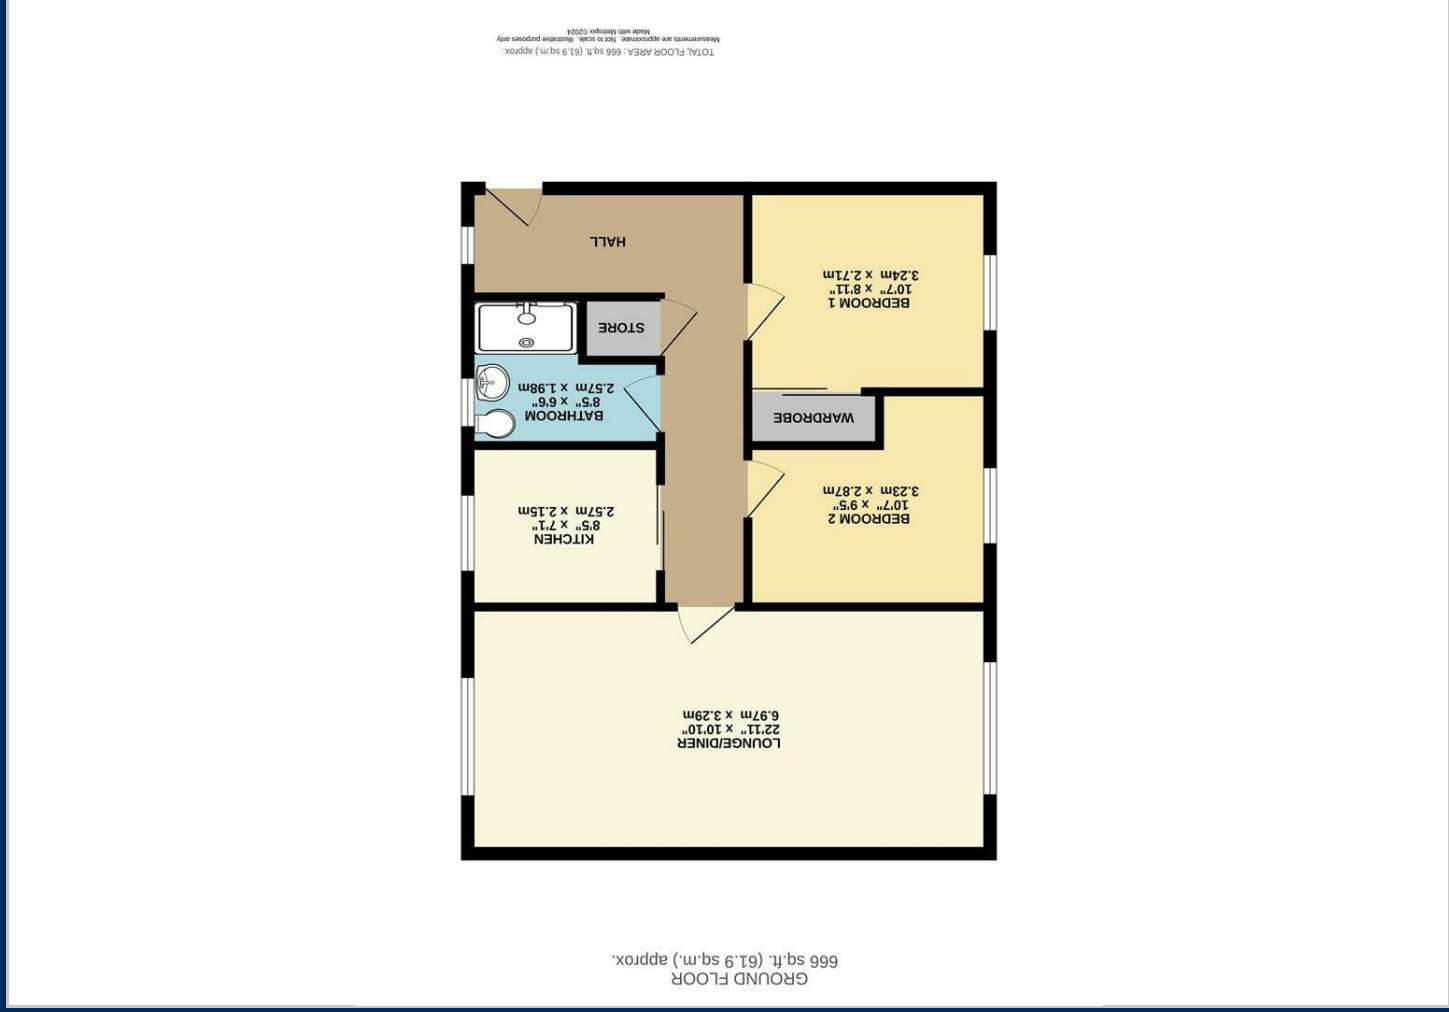 GROUND FLOOR
666 sq.ft. (61.9 sq.m.) approx.
LOUNGE/DINER
22'11" x 10'10"
6.97m x 3.29m
KITCHEN
8'5" x 7'1"
2.57m x 2.15m
BEDROOM 2
10'7" x 9'5"
3.23m x 2.87m
BATHROOM
8'5" x 6'6"
2.57m x 1.98m
WARDROBE
STORE
BEDROOM 1
10'7" x 8'11"
3.24m x 2.71m
HALL
TOTAL FLOOR AREA : 666 sq.ft. (61.9 sq.m.) approx.
Measurements are approximate. Not to scale. Illustrative purposes only
Made with Metropix ©2024